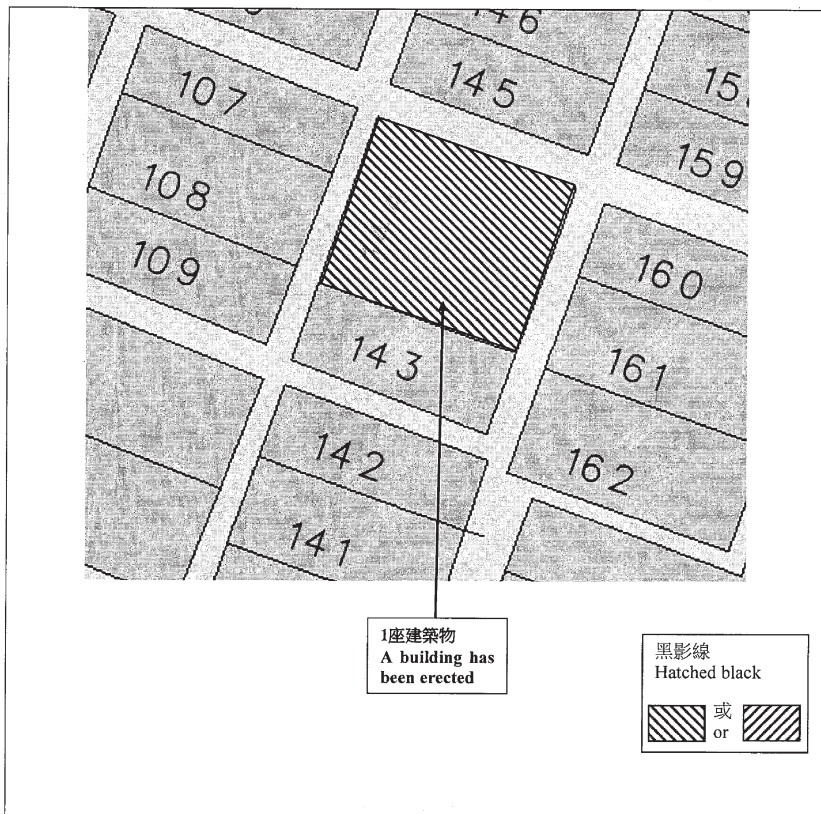 146
145
107
159
108
109
160
143
161
142
162
141
1座建築物
A building has
been erected
黑影線
Hatched black
或
or